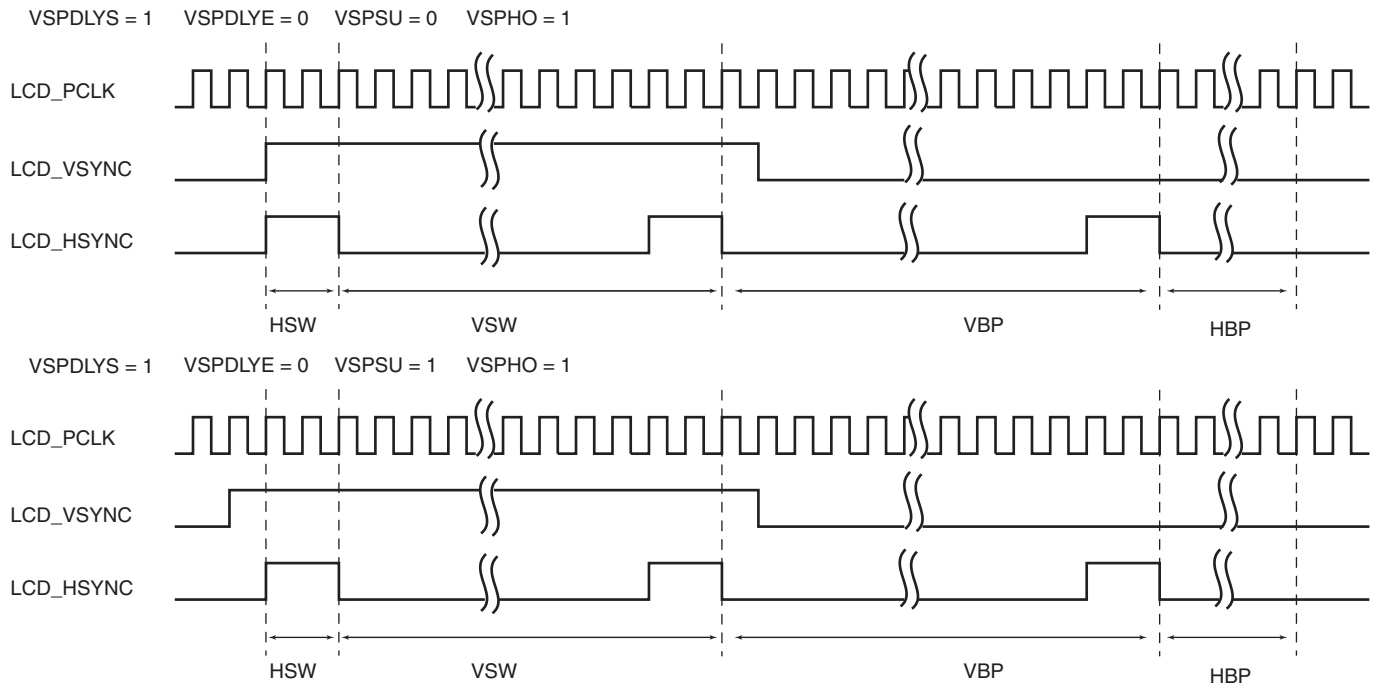 VSPDLYS = 1 VSPDLYE = 0 VSPSU = 0 VSPHO = 1
LCD_PCLK
LCD_VSYNC
LCD_HSYNC
HSW VSW VBP HBP
VSPDLYS = 1 VSPDLYE = 0 VSPSU = 1 VSPHO = 1
LCD_PCLK
LCD_VSYNC
LCD_HSYNC
HSW VSW VBP HBP